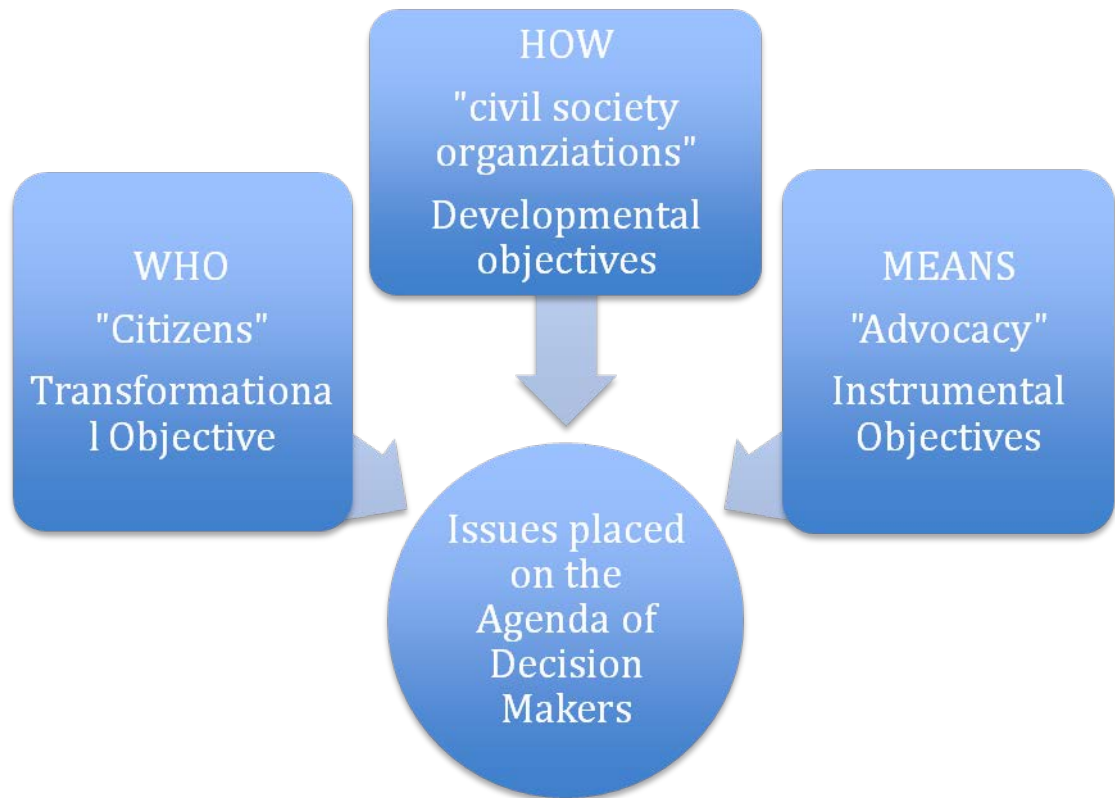 HOW
"civil society
organziations"
Developmental
objectives
WHO
"Citizens"
Transformationa
l Objective
MEANS
"Advocacy"
Instrumental
Objectives
Issues placed
on the
Agenda of
Decision
Makers